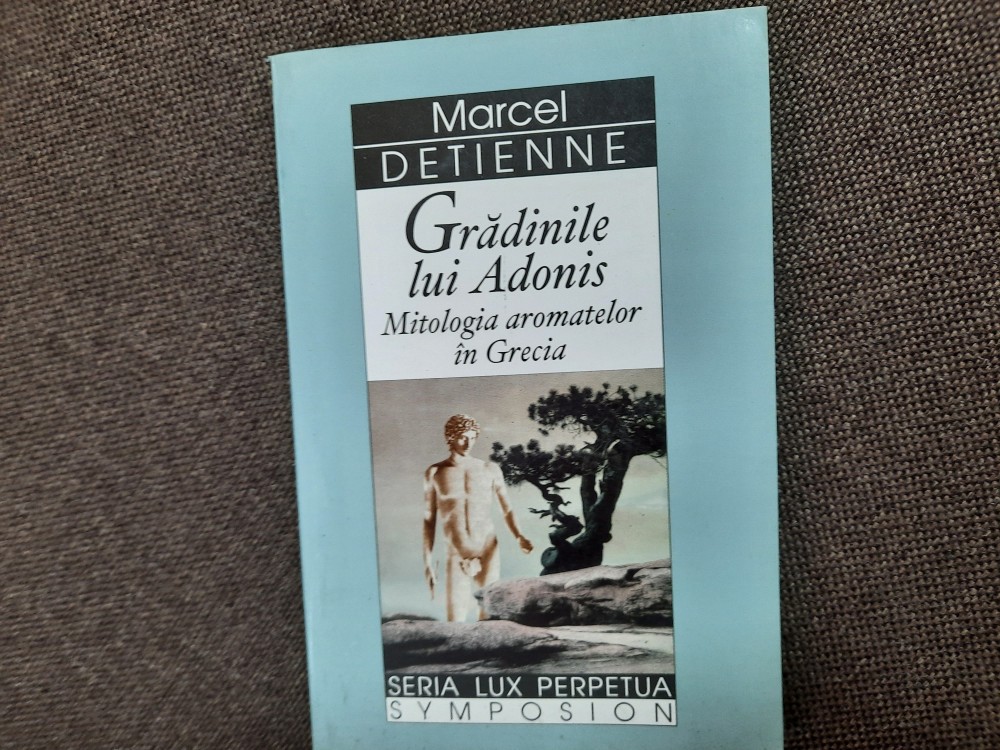 Marcel
DETIENNE
Grădinile
lui Adonis
Mitologia aromatelor
în Grecia
SERIA LUX PERPETUA
SYMPOSION